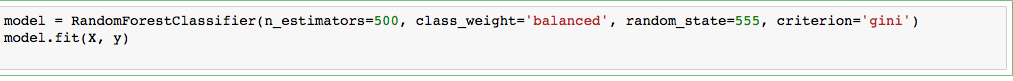 model = RandomForestClassifier(n_estimators=500, class_weight='balanced', random_state=555, criterion='gini')
model.fit(X, y)